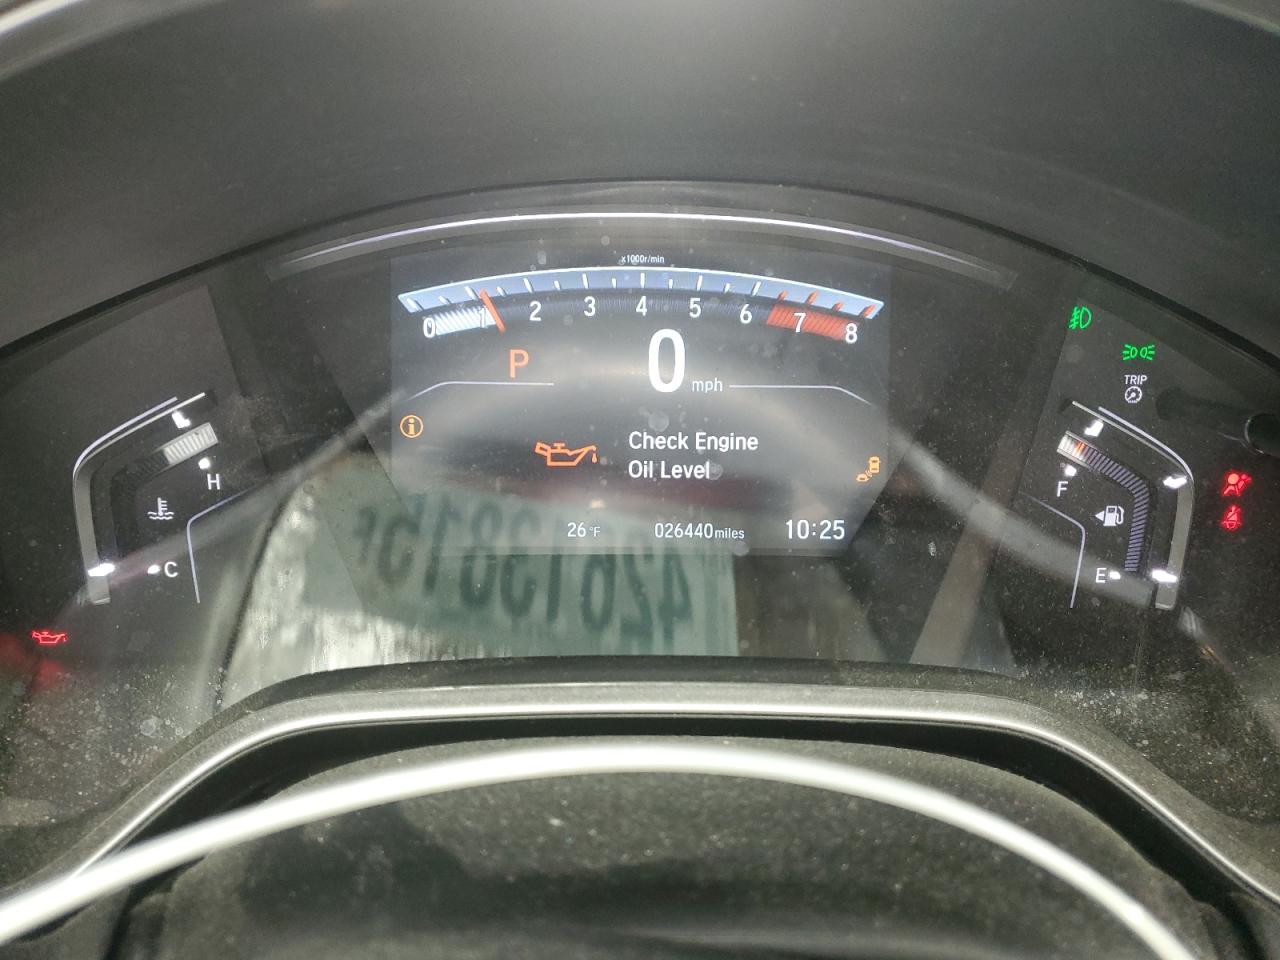 x1000r/min
0 1 2 3 4 5 6 7 8
P
0 mph
TRIP
Check Engine
Oil Level
H
F
C
E
26°F
026440miles
10:25